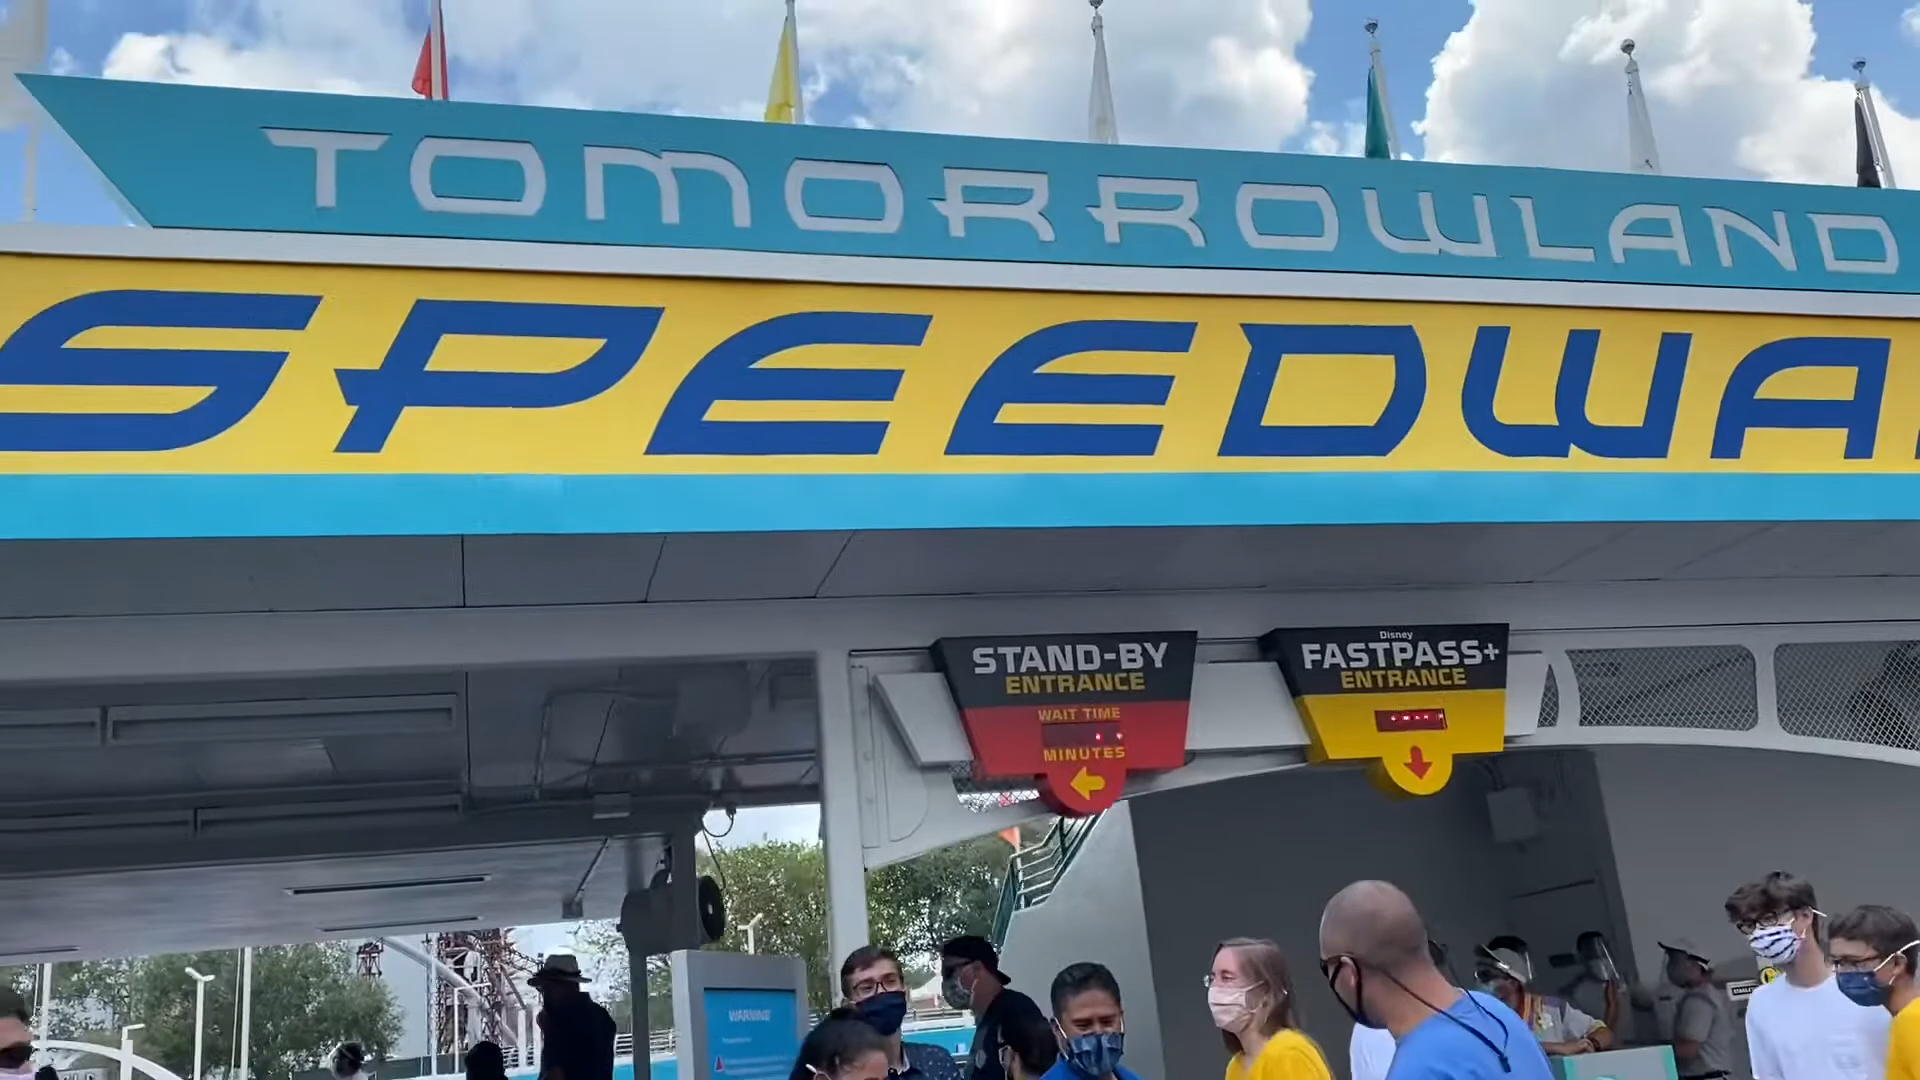 TOMORROWLAND
SPEEDWA
STAND-BY
ENTRANCE
WAIT TIME
MINUTES
Disney
FASTPASS+
ENTRANCE
WARNING